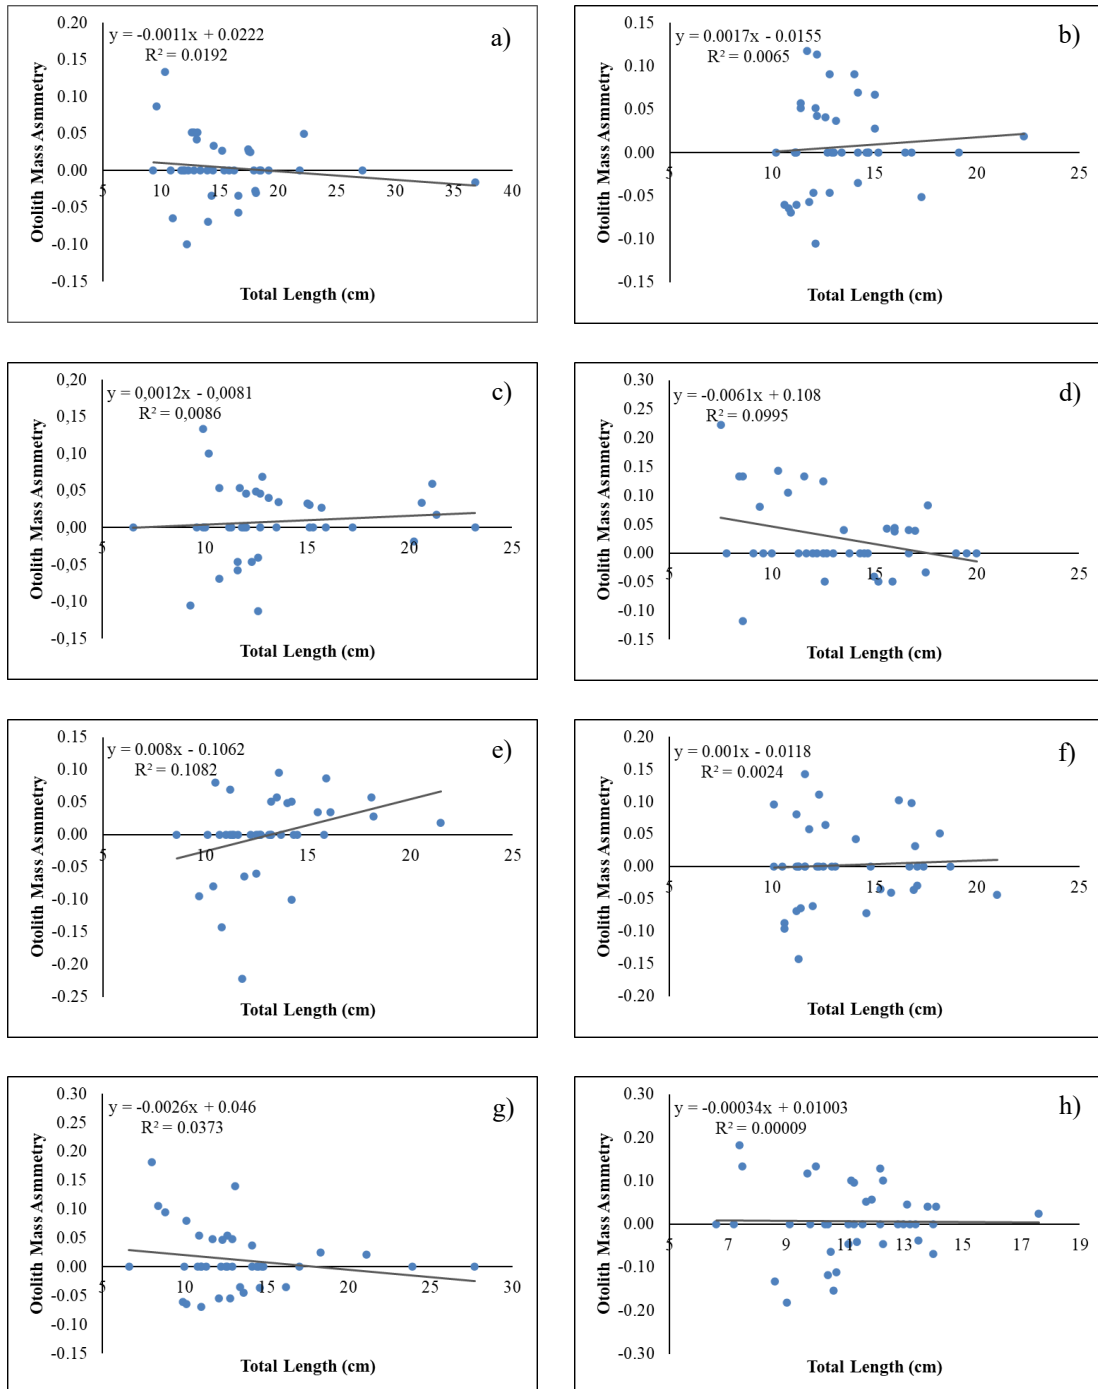 y = -0.0011x + 0.0222
R² = 0.0192
a)
0.20
0.15
0.10
0.05
0.00
-0.05
-0.10
-0.15
5 10 15 20 25 30 35 40
Otolith Mass Asmmetry
Total Length (cm)
y = 0.0017x - 0.0155
R² = 0.0065
b)
0.15
0.10
0.05
0.00
-0.05
-0.10
-0.15
5 10 15 20 25
Otolith Mass Asmmetry
Total Length (cm)
y = 0,0012x - 0,0081
R² = 0,0086
c)
0,20
0,15
0,10
0,05
0,00
-0,05
-0,10
-0,15
5 10 15 20 25
Otolith Mass Asmmetry
Total Length (cm)
y = -0.0061x + 0.108
R² = 0.0995
d)
0.30
0.25
0.20
0.15
0.10
0.05
0.00
-0.05
-0.10
-0.15
5 10 15 20 25
Otolith Mass Asmmetry
Total Length (cm)
y = 0.008x - 0.1062
R² = 0.1082
e)
0.15
0.10
0.05
0.00
-0.05
-0.10
-0.15
-0.20
-0.25
5 10 15 20 25
Otolith Mass Asmmetry
Total Length (cm)
y = 0.001x - 0.0118
R² = 0.0024
f)
0.20
0.15
0.10
0.05
0.00
-0.05
-0.10
-0.15
-0.20
5 10 15 20 25
Otolith Mass Asmmetry
Total Length (cm)
y = -0.0026x + 0.046
R² = 0.0373
g)
0.30
0.25
0.20
0.15
0.10
0.05
0.00
-0.05
-0.10
-0.15
5 10 15 20 25 30
Otolith Mass Asmmetry
Total Length (cm)
y = -0.00034x + 0.01003
R² = 0.00009
h)
0.30
0.20
0.10
0.00
-0.10
-0.20
-0.30
5 7 9 11 13 15 17 19
Otolith Mass Asmmetry
Total Length (cm)